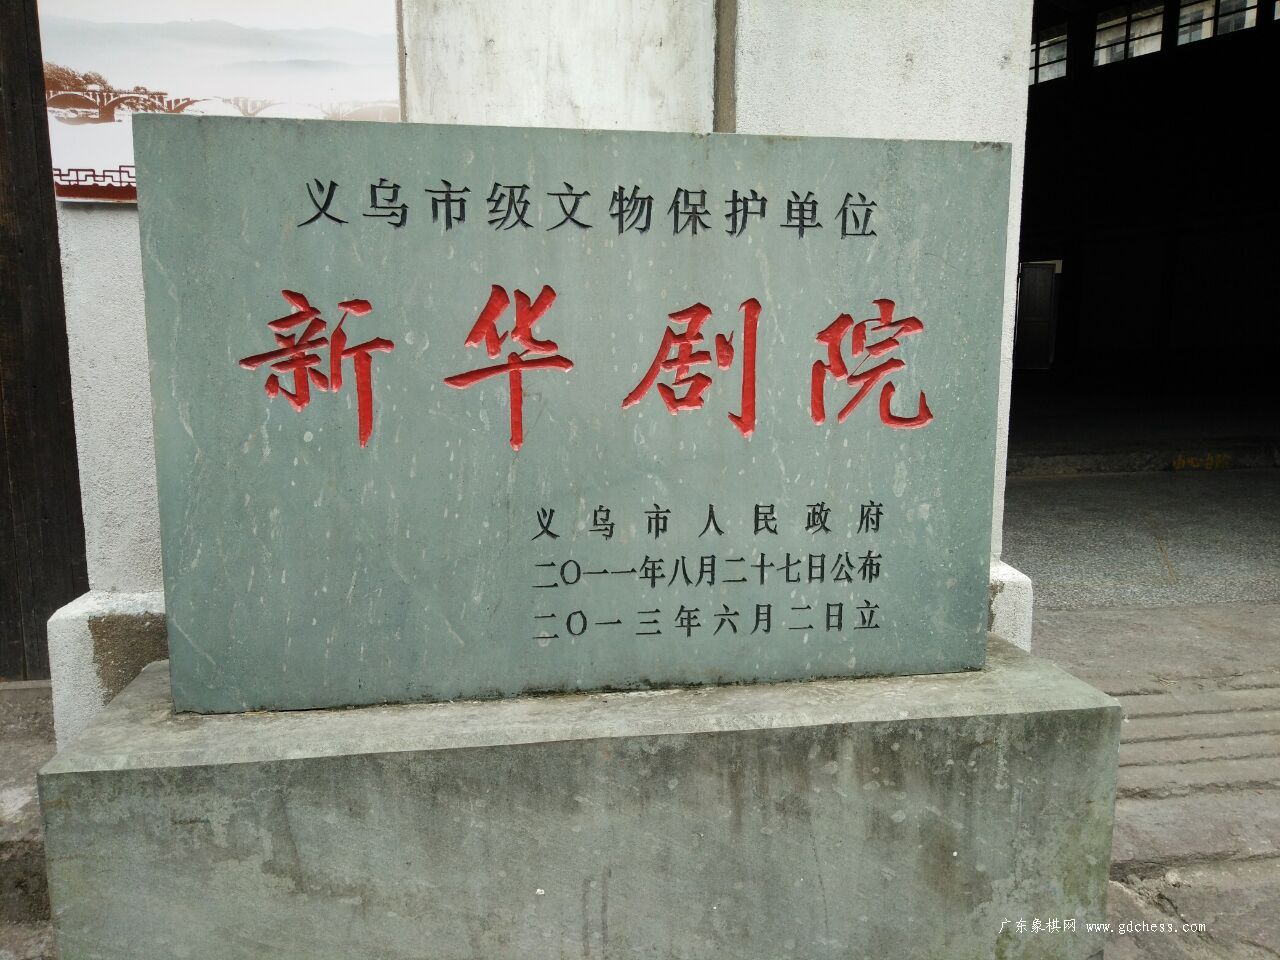 义乌市级文物保护单位
新华剧院
义乌市人民政府
二〇一一年八月二十七日公布
二〇一三年六月二日立
广东象棋网 www.gdchess.com